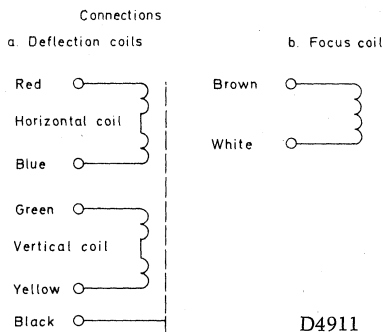 Connections
a. Deflection coils
Red
Horizontal coil
Blue
Green
Vertical coil
Yellow
Black
b. Focus coil
Brown
White
D4911